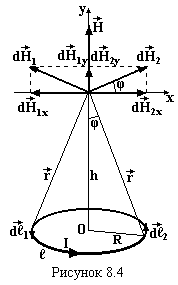 y
H
dH₁ dH₁y dH₂y dH₂
φ
dH₁x dH₂x x
φ
r h r
dℓ₁ O dℓ₂
R
ℓ I
Рисунок 8.4